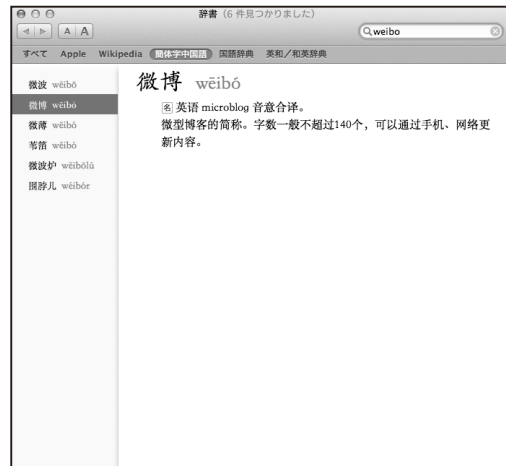 辞書 (6 件見つかりました)
A A
weibo
すべて Apple Wikipedia 簡体字中国語 国語辞典 英和／和英辞典
微波 wēibō
微博 wēibó
微薄 wēibó
苇箔 wěibó
微波炉 wēibōlú
围脖儿 wéibór
微博 wēibó
名 英语 microblog 音意合译。
微型博客的简称。字数一般不超过140个，可以通过手机、网络更
新内容。